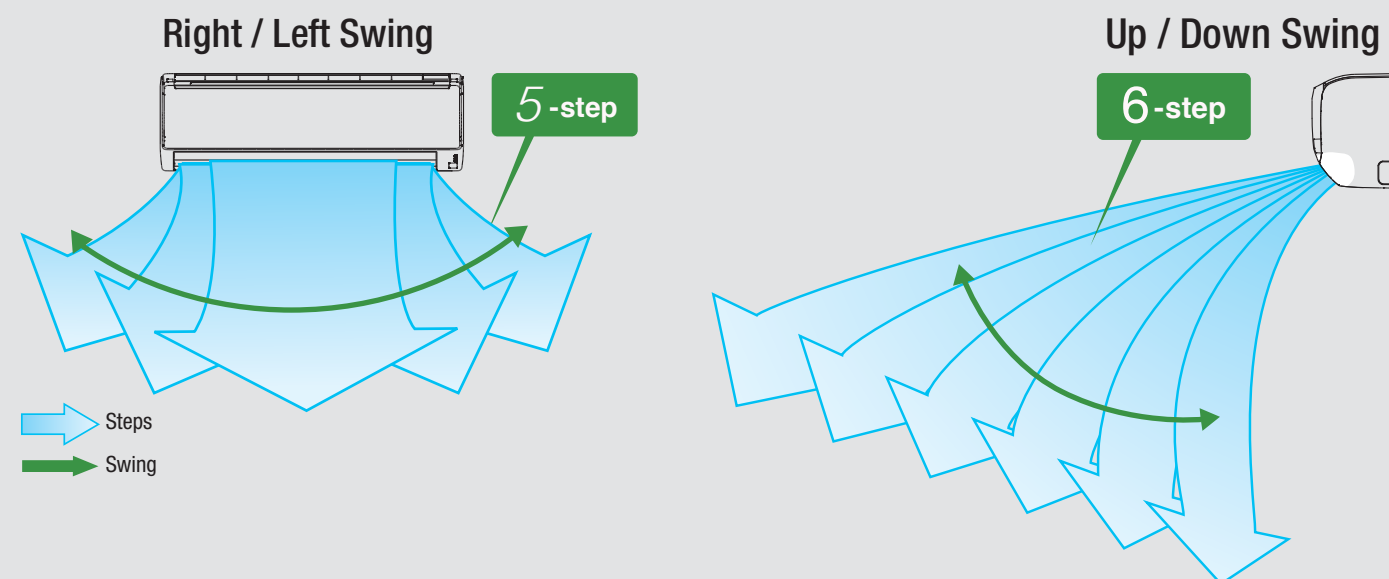 Right / Left Swing
5-step
Steps
Swing
Up / Down Swing
6-step